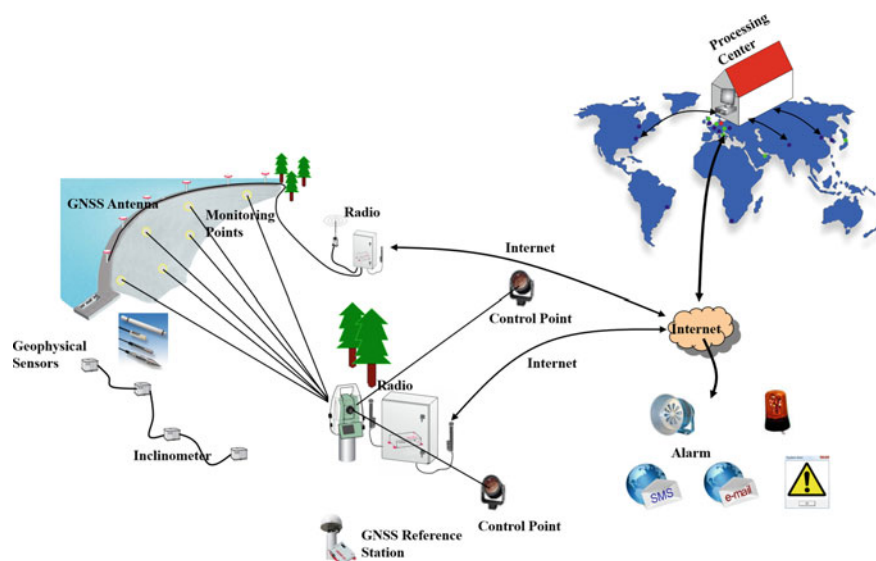 Processing
Center
GNSS Antenna
Monitoring
Points
Radio
Internet
Control Point
Internet
Internet
Geophysical
Sensors
Radio
Inclinometer
Alarm
SMS
e-mail
Control Point
GNSS Reference
Station